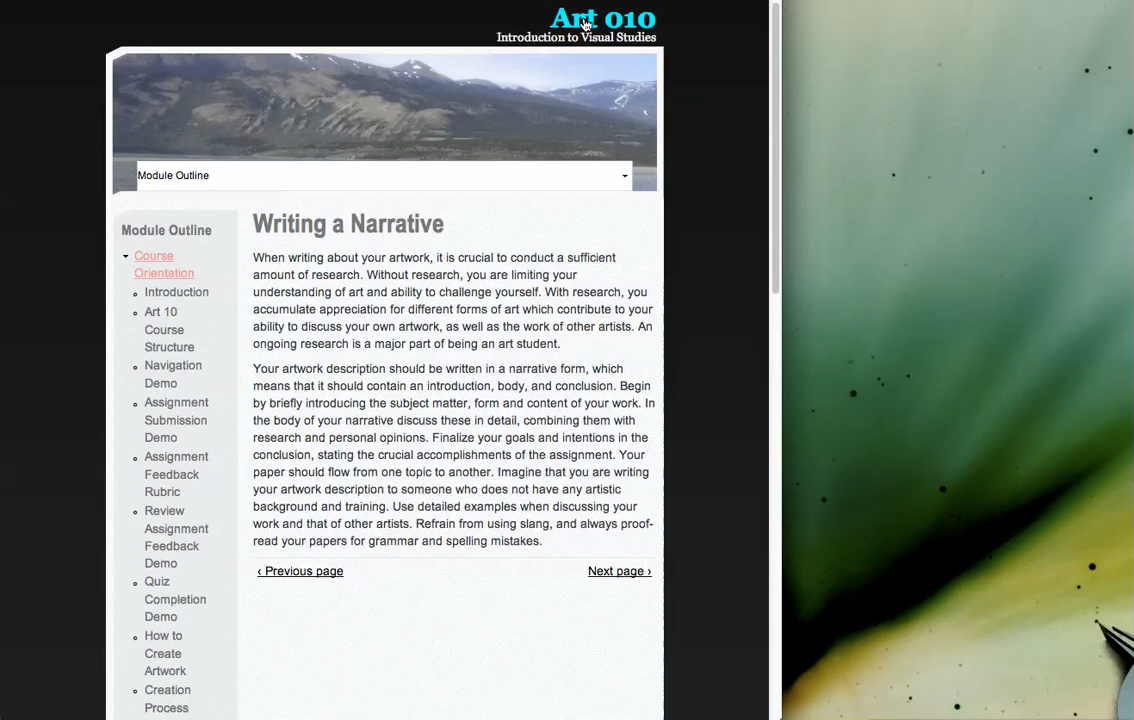 Art 010
Introduction to Visual Studies
Module Outline
Module Outline
Course
Orientation
Introduction
Art 10
Course
Structure
Navigation
Demo
Assignment
Submission
Demo
Assignment
Feedback
Rubric
Review
Assignment
Feedback
Demo
Quiz
Completion
Demo
How to
Create
Artwork
Creation
Process
Writing a Narrative
When writing about your artwork, it is crucial to conduct a sufficient
amount of research. Without research, you are limiting your
understanding of art and ability to challenge yourself. With research, you
accumulate appreciation for different forms of art which contribute to your
ability to discuss your own artwork, as well as the work of other artists. An
ongoing research is a major part of being an art student.
Your artwork description should be written in a narrative form, which
means that it should contain an introduction, body, and conclusion. Begin
by briefly introducing the subject matter, form and content of your work. In
the body of your narrative discuss these in detail, combining them with
research and personal opinions. Finalize your goals and intentions in the
conclusion, stating the crucial accomplishments of the assignment. Your
paper should flow from one topic to another. Imagine that you are writing
your artwork description to someone who does not have any artistic
background and training. Use detailed examples when discussing your
work and that of other artists. Refrain from using slang, and always proof-
read your papers for grammar and spelling mistakes.
‹ Previous page
Next page ›